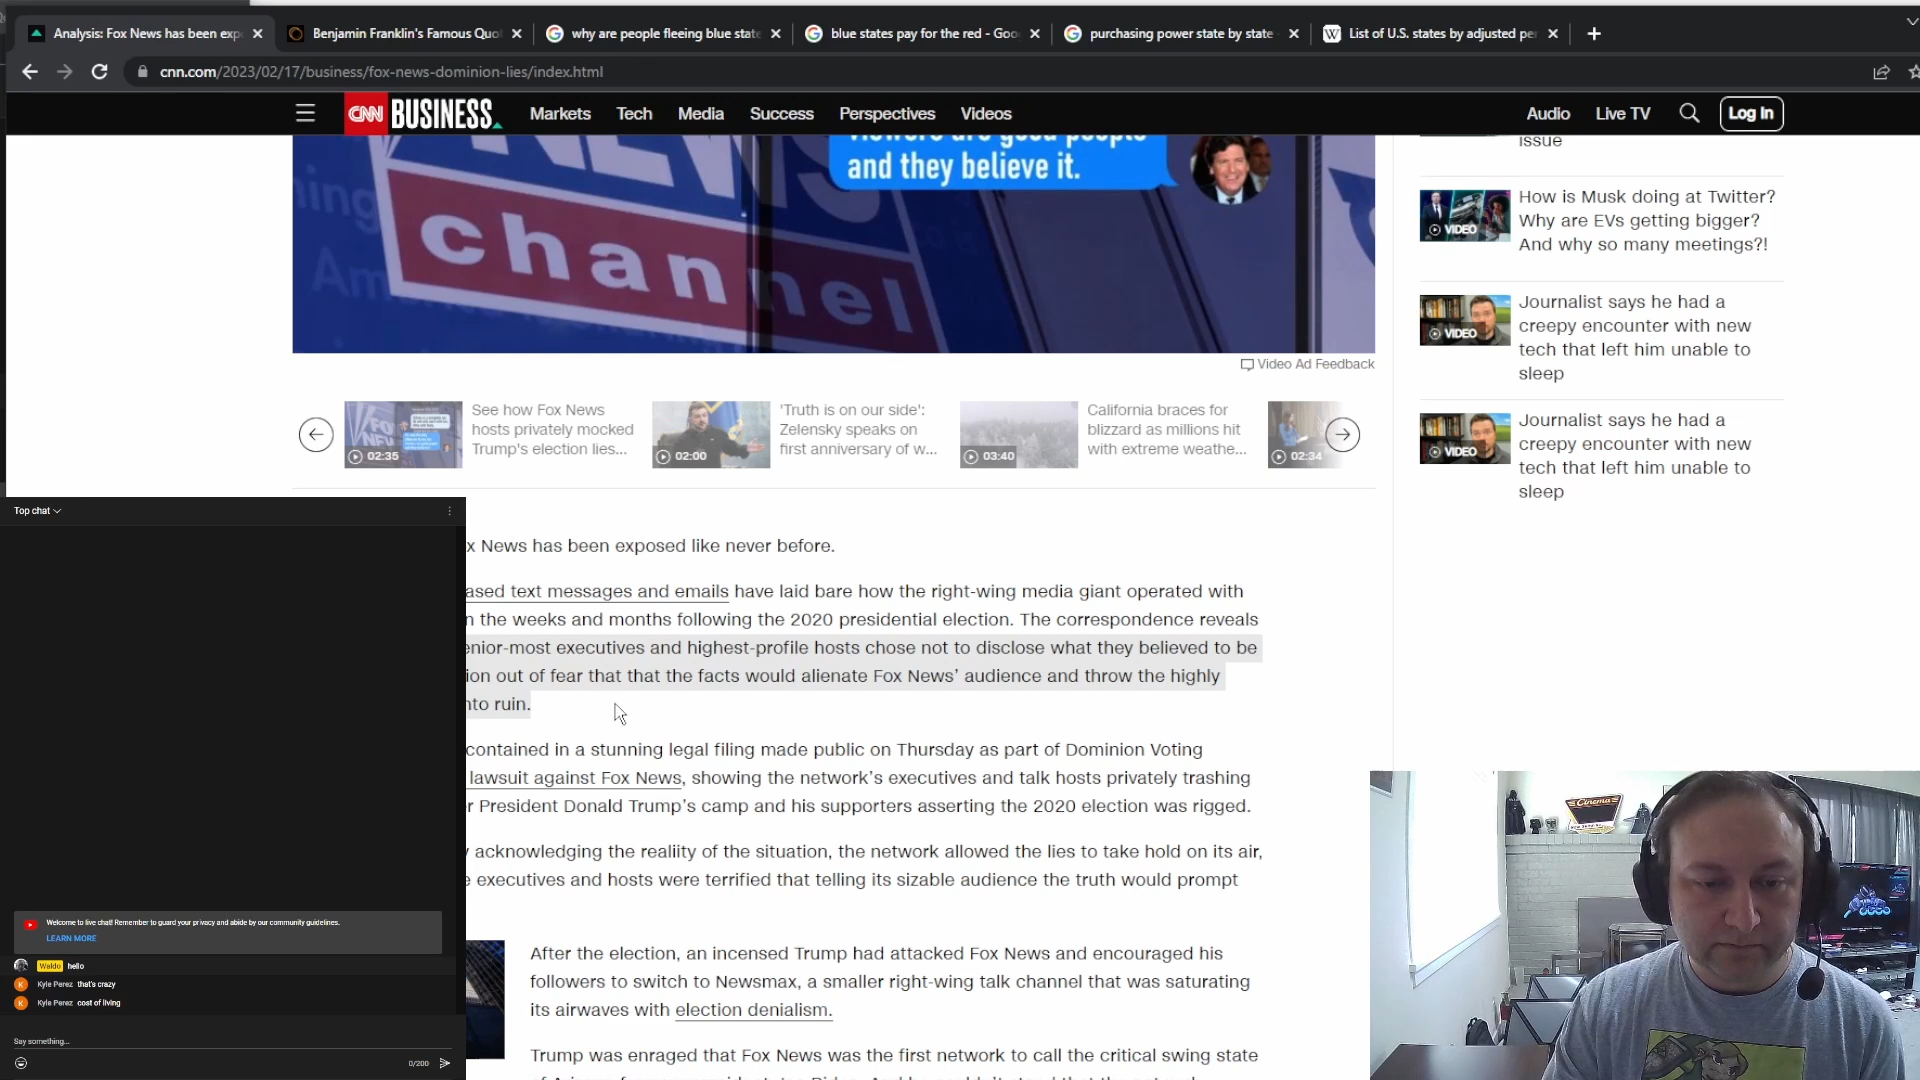 Analysis: Fox News has been exp
Benjamin Franklin's Famous Quo
why are people fleeing blue state
blue states pay for the red - Goo
purchasing power state by state
List of U.S. states by adjusted pe
cnn.com/2023/02/17/business/fox-news-dominion-lies/index.html
CNN BUSINESS
Markets
Tech
Media
Success
Perspectives
Videos
Audio
Live TV
Log In
viewers are good people
and they believe it.
NEWS
channel
Video Ad Feedback
See how Fox News
hosts privately mocked
Trump's election lies...
02:35
'Truth is on our side':
Zelensky speaks on
first anniversary of w...
02:00
California braces for
blizzard as millions hit
with extreme weathe...
03:40
02:34
issue
How is Musk doing at Twitter?
Why are EVs getting bigger?
And why so many meetings?!
VIDEO
Journalist says he had a
creepy encounter with new
tech that left him unable to
sleep
VIDEO
Journalist says he had a
creepy encounter with new
tech that left him unable to
sleep
VIDEO
x News has been exposed like never before.
ased text messages and emails have laid bare how the right-wing media giant operated with
n the weeks and months following the 2020 presidential election. The correspondence reveals
enior-most executives and highest-profile hosts chose not to disclose what they believed to be
ion out of fear that that the facts would alienate Fox News' audience and throw the highly
nto ruin.
contained in a stunning legal filing made public on Thursday as part of Dominion Voting
lawsuit against Fox News, showing the network's executives and talk hosts privately trashing
r President Donald Trump's camp and his supporters asserting the 2020 election was rigged.
y acknowledging the realiity of the situation, the network allowed the lies to take hold on its air,
e executives and hosts were terrified that telling its sizable audience the truth would prompt
After the election, an incensed Trump had attacked Fox News and encouraged his
followers to switch to Newsmax, a smaller right-wing talk channel that was saturating
its airwaves with election denialism.
Trump was enraged that Fox News was the first network to call the critical swing state
Top chat
Welcome to live chat! Remember to guard your privacy and abide by our community guidelines.
LEARN MORE
Waldo hello
K Kyle Perez that's crazy
K Kyle Perez cost of living
Say something...
0/200
Cinema